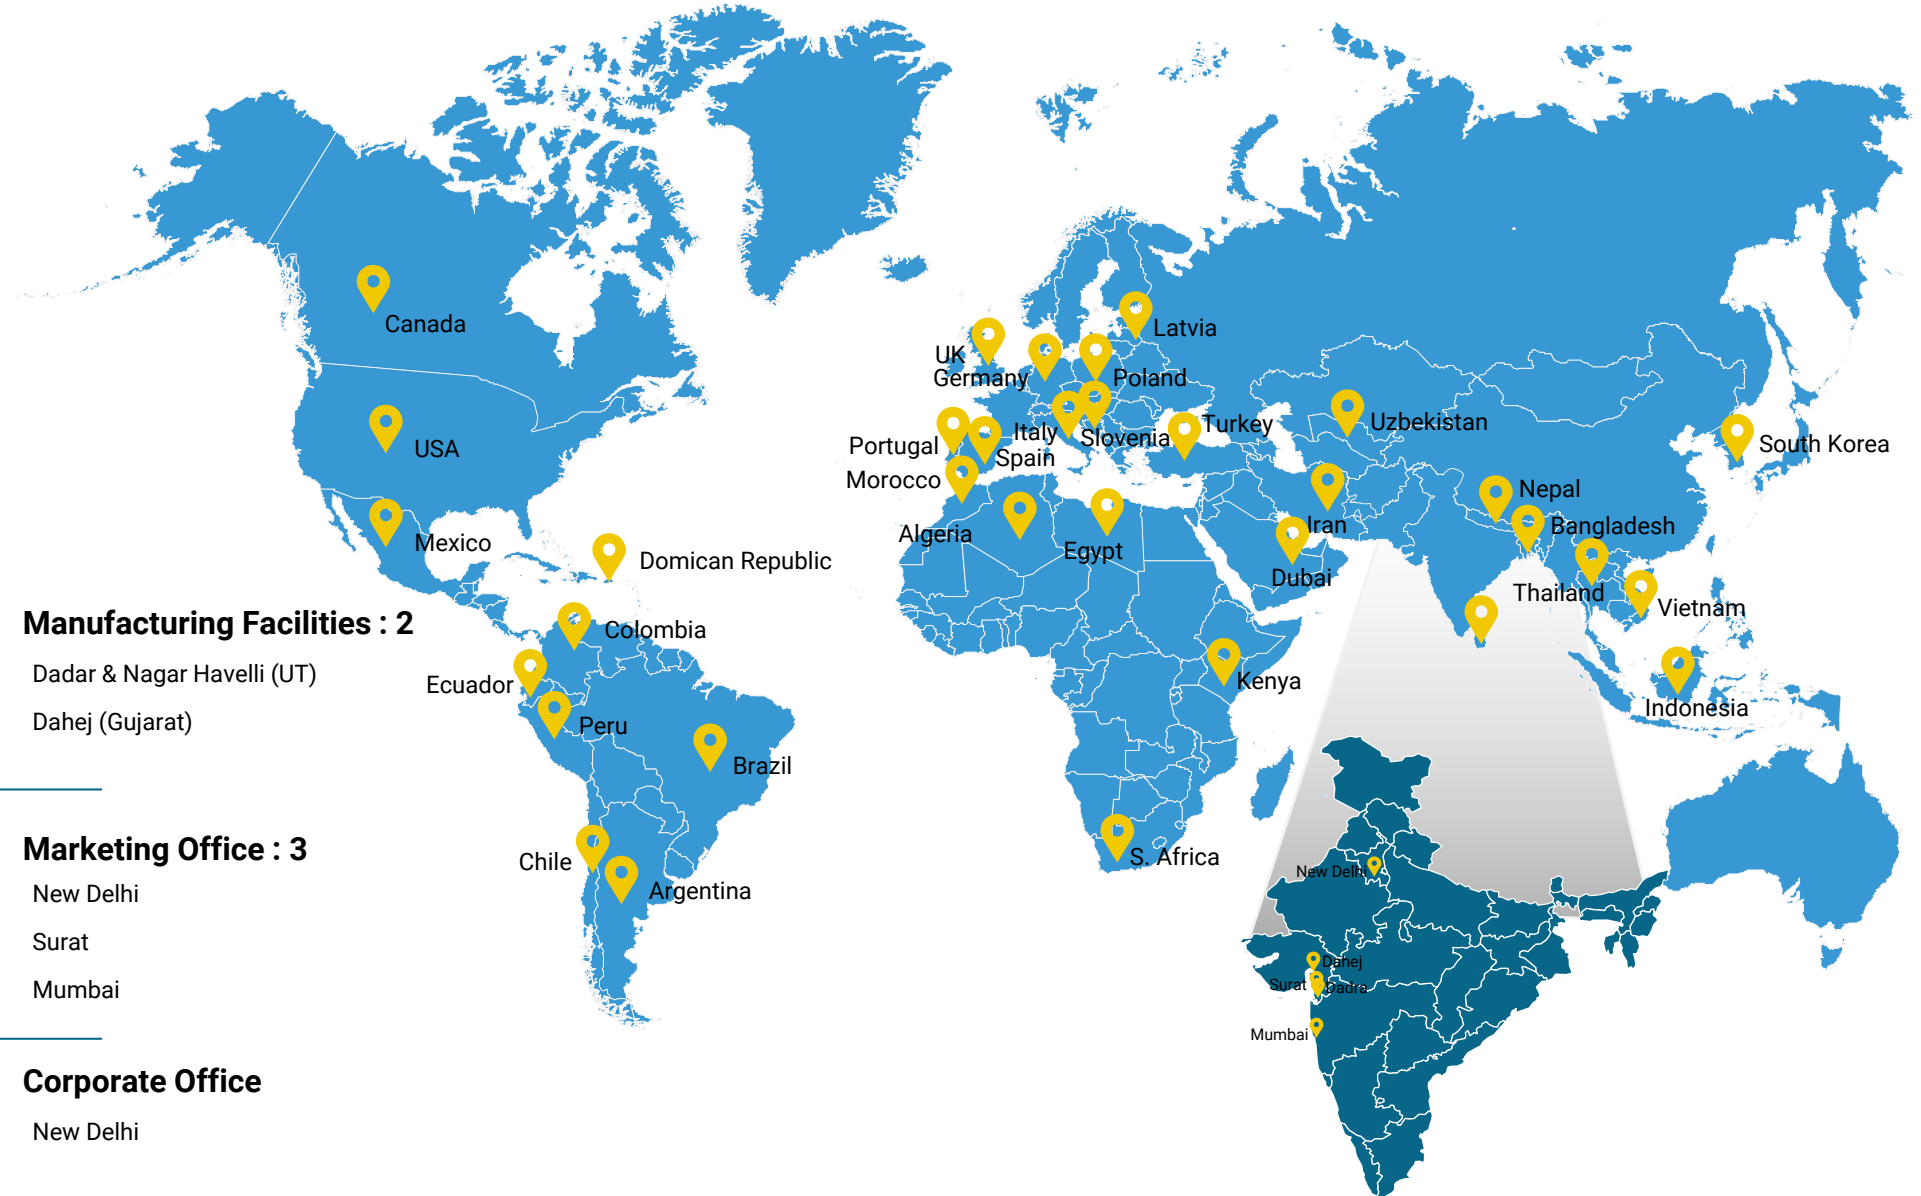 Canada
USA
Mexico
Domican Republic
Colombia
Ecuador
Peru
Brazil
Chile
Argentina
Latvia
UK
Germany
Poland
Portugal
Italy
Slovenia
Turkey
Spain
Morocco
Algeria
Egypt
Uzbekistan
South Korea
Nepal
Iran
Bangladesh
Dubai
Thailand
Vietnam
Kenya
Indonesia
S. Africa
New Delhi
Dahej
Surat
Dadra
Mumbai
Manufacturing Facilities : 2
Dadar & Nagar Havelli (UT)
Dahej (Gujarat)
Marketing Office : 3
New Delhi
Surat
Mumbai
Corporate Office
New Delhi